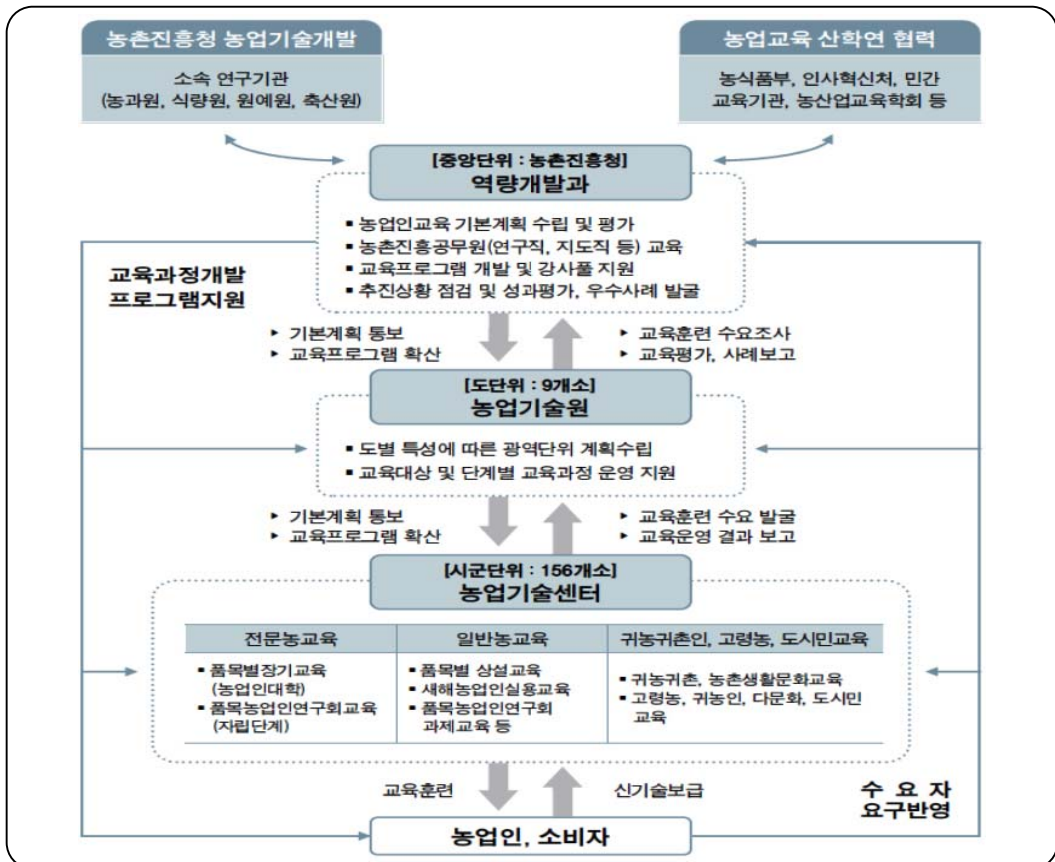 농촌진흥청 농업기술개발
소속 연구기관
(농과원, 식량원, 원예원, 축산원)
농업교육 산학연 협력
농식품부, 인사혁신처, 민간
교육기관, 농산업교육학회 등
[중앙단위 : 농촌진흥청]
역량개발과
▪ 농업인교육 기본계획 수립 및 평가
▪ 농촌진흥공무원(연구직, 지도직 등) 교육
▪ 교육프로그램 개발 및 강사풀 지원
▪ 추진상황 점검 및 성과평가, 우수사례 발굴
교육과정개발
프로그램지원
▸ 기본계획 통보
▸ 교육프로그램 확산
▸ 교육훈련 수요조사
▸ 교육평가, 사례보고
[도단위 : 9개소]
농업기술원
▪ 도별 특성에 따른 광역단위 계획수립
▪ 교육대상 및 단계별 교육과정 운영 지원
▸ 기본계획 통보
▸ 교육프로그램 확산
▸ 교육훈련 수요 발굴
▸ 교육운영 결과 보고
[시군단위 : 156개소]
농업기술센터
전문농교육
▪ 품목별장기교육
(농업인대학)
▪ 품목농업인연구회교육
(자립단계)
일반농교육
▪ 품목별 상설교육
▪ 새해농업인실용교육
▪ 품목농업인연구회
과제교육 등
귀농귀촌인, 고령농, 도시민교육
▪ 귀농귀촌, 농촌생활문화교육
▪ 고령농, 귀농인, 다문화, 도시민
교육
교육훈련
신기술보급
수 요 자
요구반영
농업인, 소비자